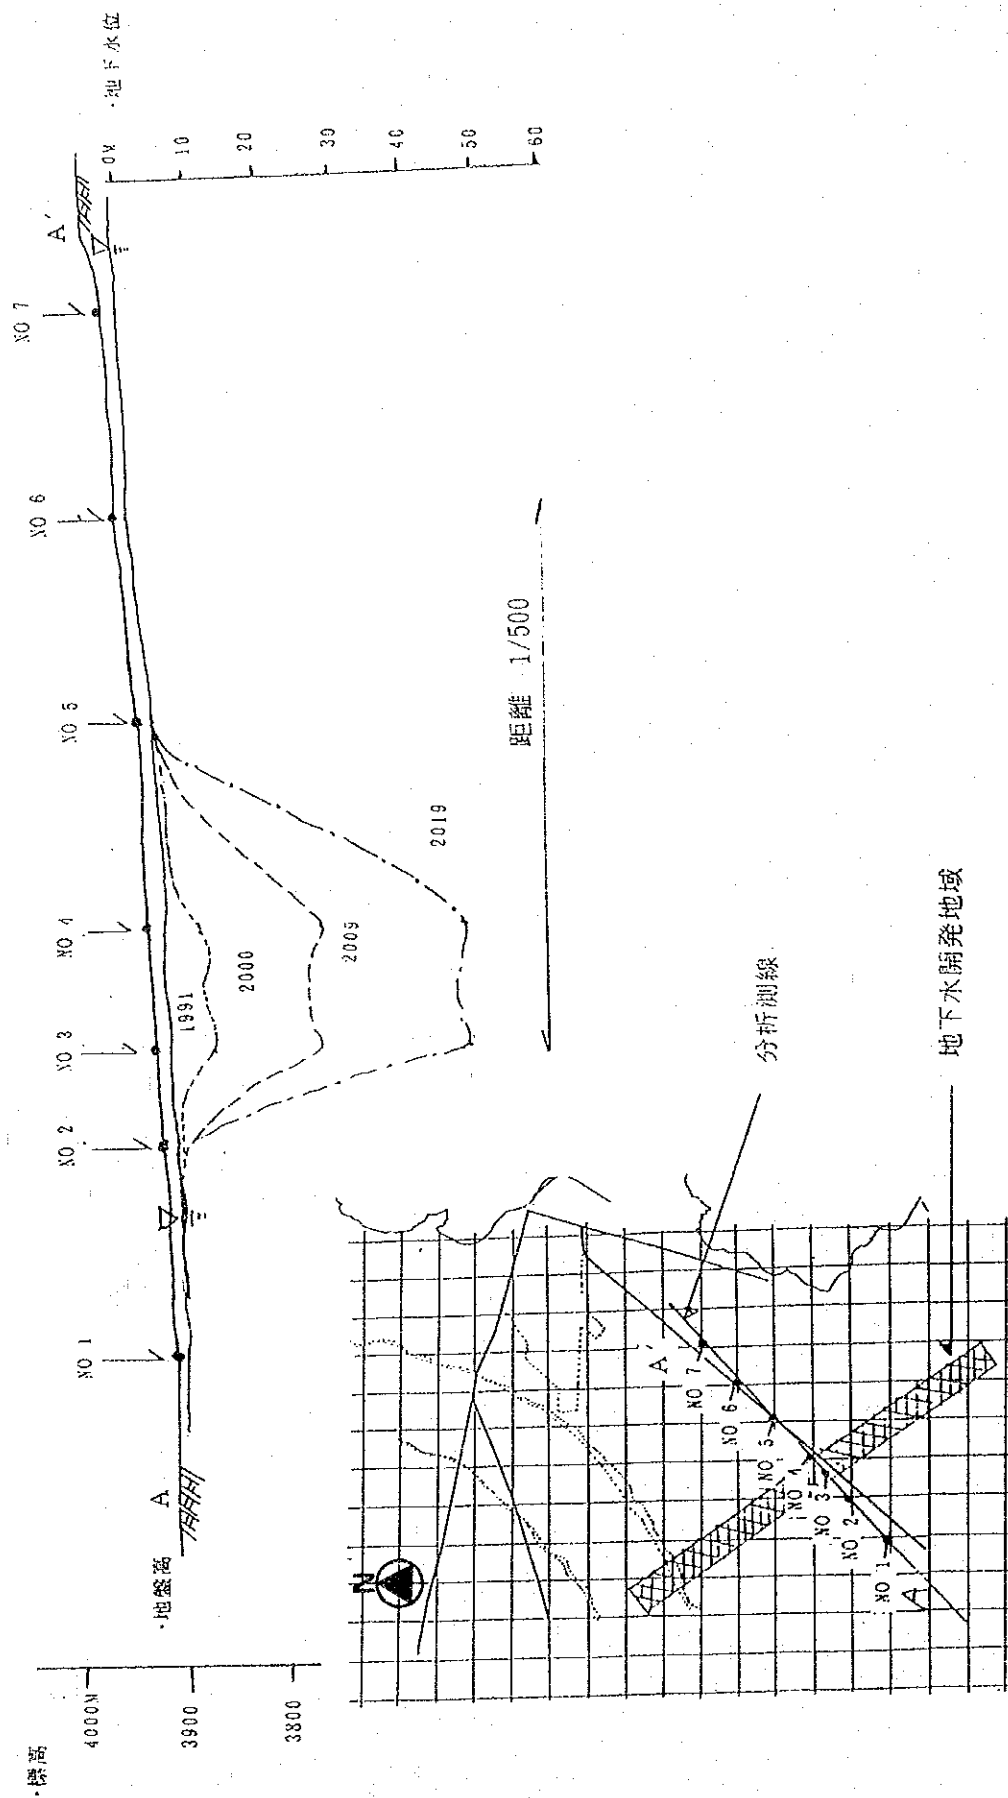 ・標高
4000M
3900
3800
・地盤高
A
NO 1
NO 2
NO 3
NO 4
NO 5
NO 6
NO 7
A´
・地下水位
0M
10
20
30
40
50
60
1991
2000
2009
2019
距離 1/500
N
A
NO 1
NO 2
NO 3
NO 4
NO 5
NO 6
NO 7
A´
分析測線
地下水開発地域